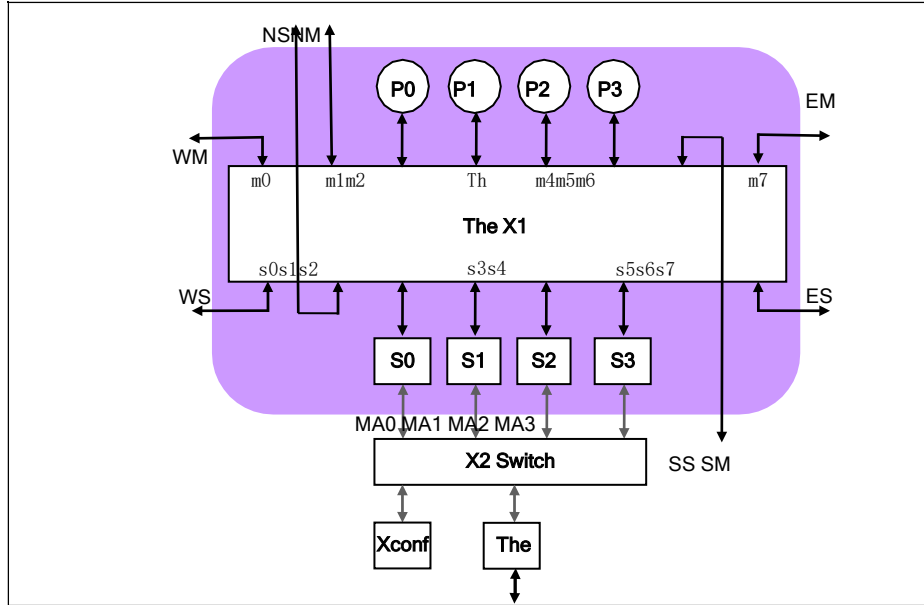 NSNM
P0 P1 P2 P3
EM
WM
m0 m1m2 Th m4m5m6 m7
The X1
s0s1s2 s3s4 s5s6s7
WS ES
S0 S1 S2 S3
MA0 MA1 MA2 MA3
X2 Switch
SS SM
Xconf The